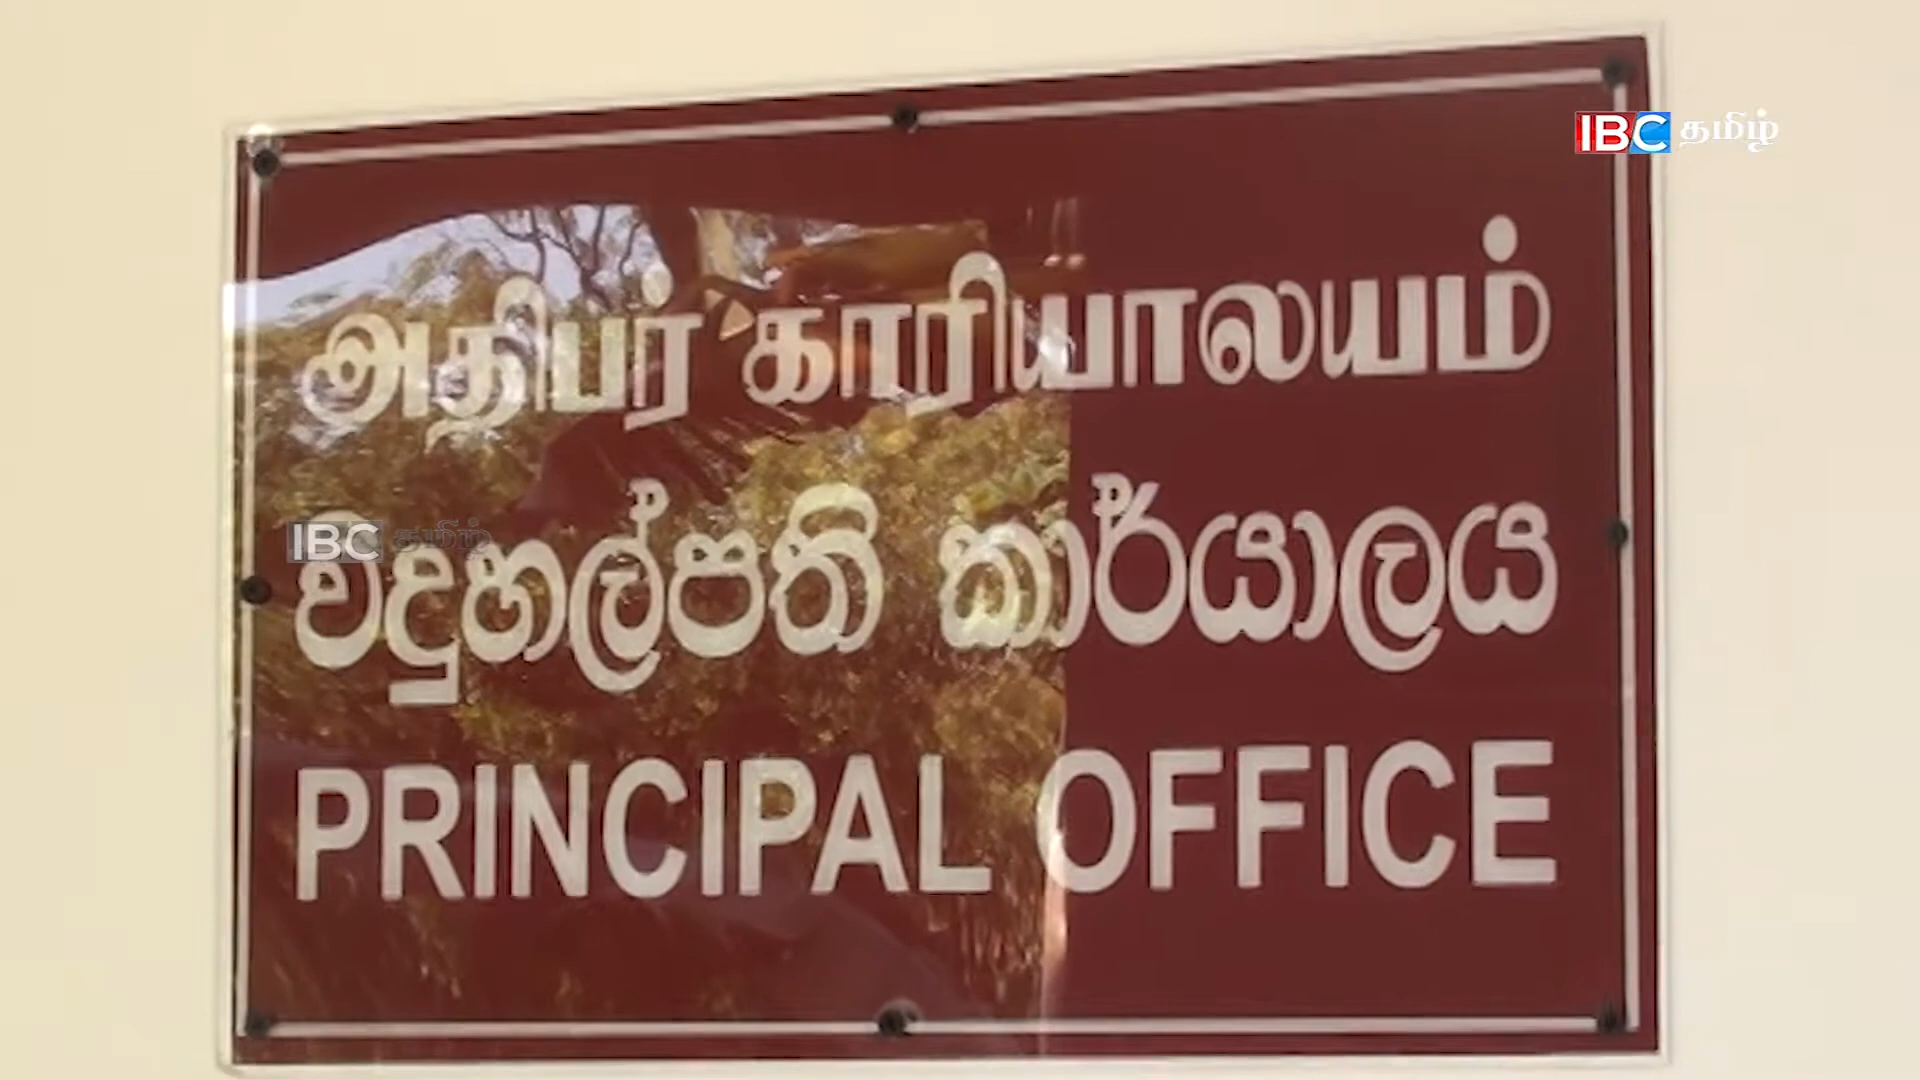 IBC தமிழ்
அதிபர் காரியாலயம்
විදුහල්පති කාර්යාලය
IBC தமிழ்
PRINCIPAL OFFICE